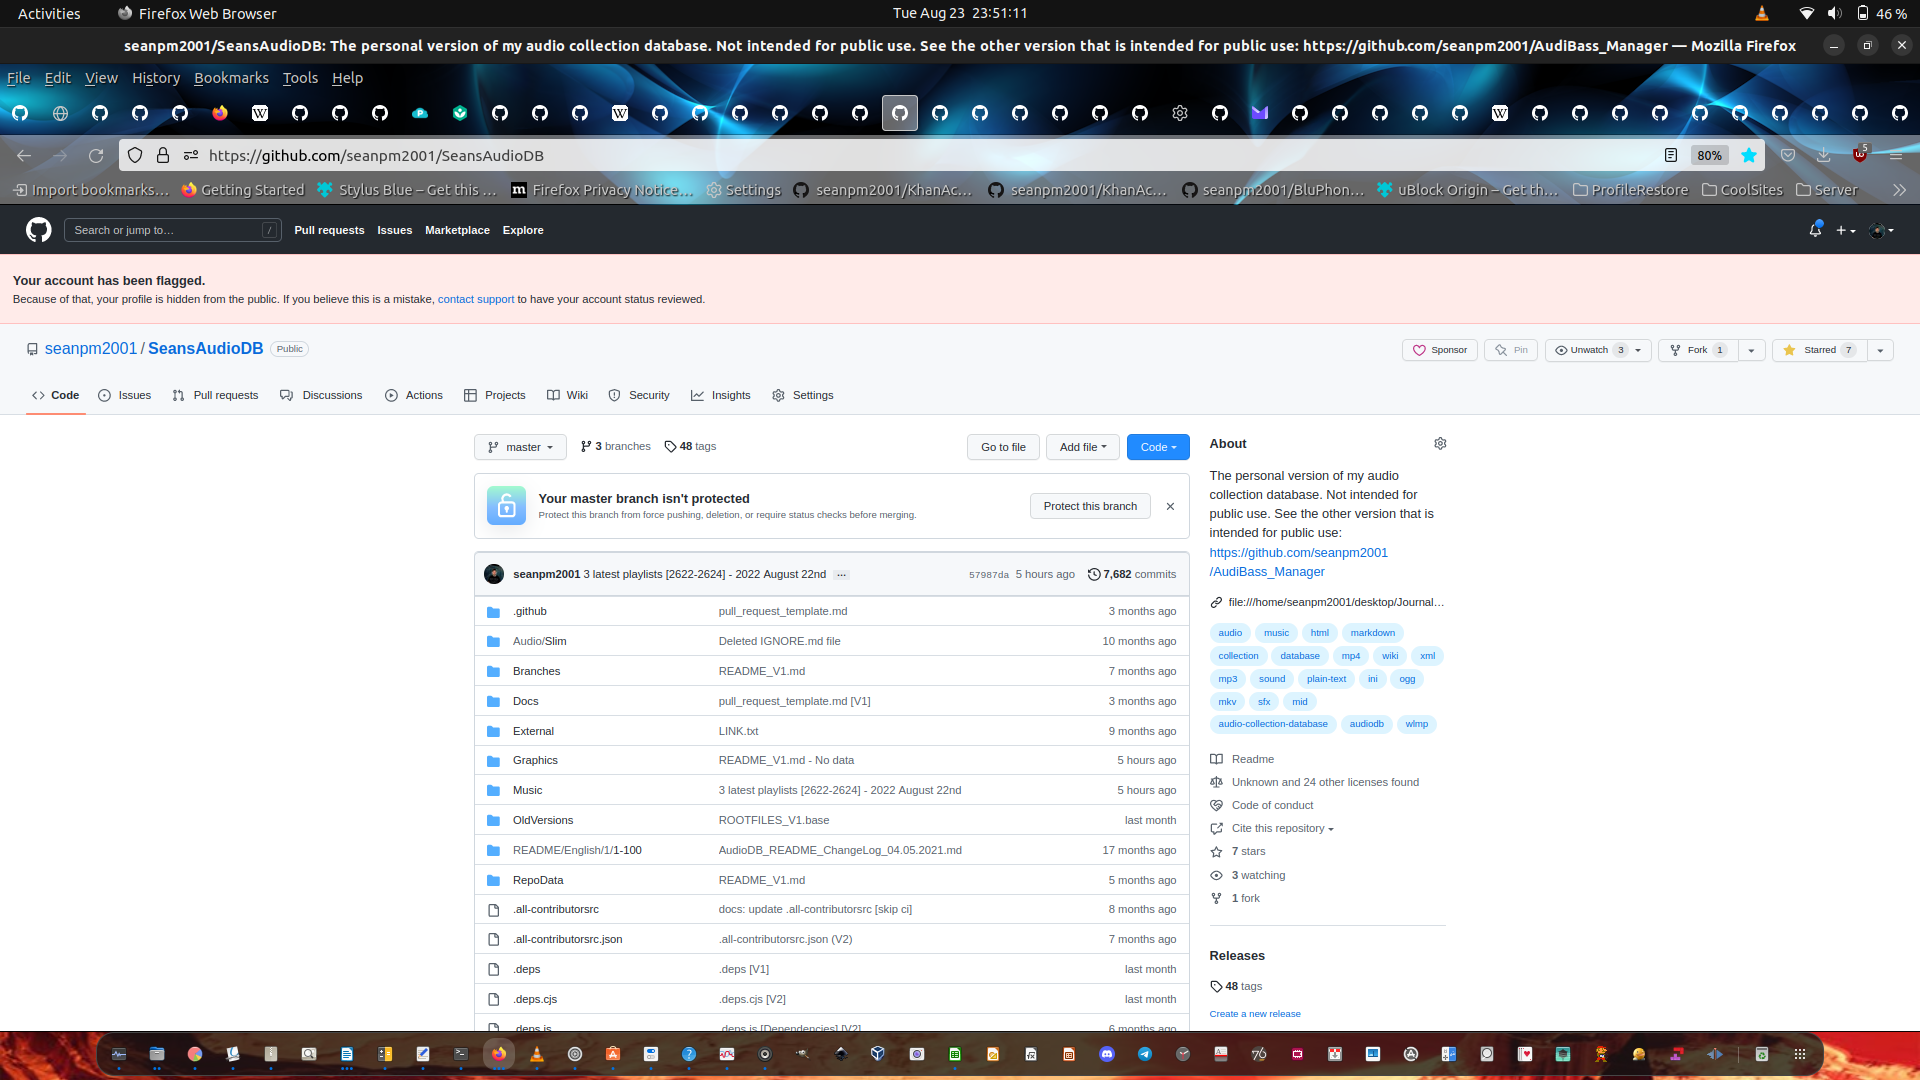 Activities
Firefox Web Browser
Tue Aug 23 23:51:11
46 %
seanpm2001/SeansAudioDB: The personal version of my audio collection database. Not intended for public use. See the other version that is intended for public use: https://github.com/seanpm2001/AudiBass_Manager — Mozilla Firefox
File Edit View History Bookmarks Tools Help
https://github.com/seanpm2001/SeansAudioDB
80%
5
Import bookmarks… Getting Started Stylus Blue – Get this … Firefox Privacy Notice… Settings seanpm2001/KhanAc… seanpm2001/KhanAc… seanpm2001/BluPhon… uBlock Origin – Get th… ProfileRestore CoolSites Server
Search or jump to… /
Pull requests Issues Marketplace Explore
Your account has been flagged.
Because of that, your profile is hidden from the public. If you believe this is a mistake, contact support to have your account status reviewed.
seanpm2001 / SeansAudioDB Public
Sponsor Pin Unwatch 3 Fork 1 Starred 7
Code Issues Pull requests Discussions Actions Projects Wiki Security Insights Settings
master 3 branches 48 tags
Go to file Add file Code
Your master branch isn't protected
Protect this branch from force pushing, deletion, or require status checks before merging.
Protect this branch
seanpm2001 3 latest playlists [2622-2624] - 2022 August 22nd … 57987da 5 hours ago 7,682 commits
.github pull_request_template.md 3 months ago
Audio/Slim Deleted IGNORE.md file 10 months ago
Branches README_V1.md 7 months ago
Docs pull_request_template.md [V1] 3 months ago
External LINK.txt 9 months ago
Graphics README_V1.md - No data 5 hours ago
Music 3 latest playlists [2622-2624] - 2022 August 22nd 5 hours ago
OldVersions ROOTFILES_V1.base last month
README/English/1/1-100 AudioDB_README_ChangeLog_04.05.2021.md 17 months ago
RepoData README_V1.md 5 months ago
.all-contributorsrc docs: update .all-contributorsrc [skip ci] 8 months ago
.all-contributorsrc.json .all-contributorsrc.json (V2) 7 months ago
.deps .deps [V1] last month
.deps.cjs .deps.cjs [V2] last month
.deps.js .deps.js [Dependencies] [V2] 6 months ago
About
The personal version of my audio
collection database. Not intended for
public use. See the other version that is
intended for public use:
https://github.com/seanpm2001
/AudiBass_Manager
file:///home/seanpm2001/desktop/Journal…
audio music html markdown
collection database mp4 wiki xml
mp3 sound plain-text ini ogg
mkv sfx mid
audio-collection-database audiodb wlmp
Readme
Unknown and 24 other licenses found
Code of conduct
Cite this repository
7 stars
3 watching
1 fork
Releases
48 tags
Create a new release